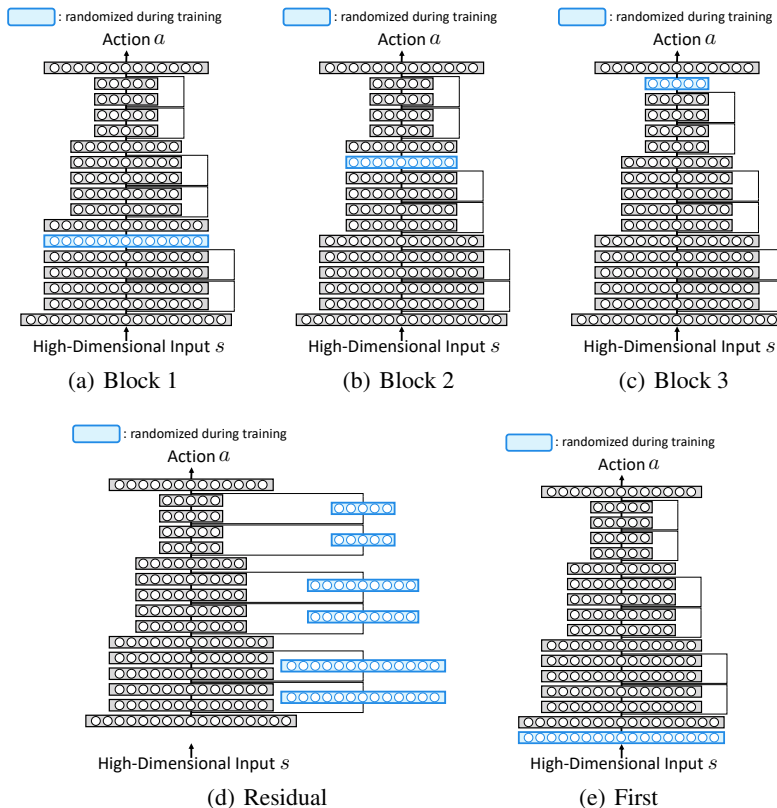 : randomized during training
Action a
High-Dimensional Input s
(a) Block 1
: randomized during training
Action a
High-Dimensional Input s
(b) Block 2
: randomized during training
Action a
High-Dimensional Input s
(c) Block 3
: randomized during training
Action a
High-Dimensional Input s
(d) Residual
: randomized during training
Action a
High-Dimensional Input s
(e) First